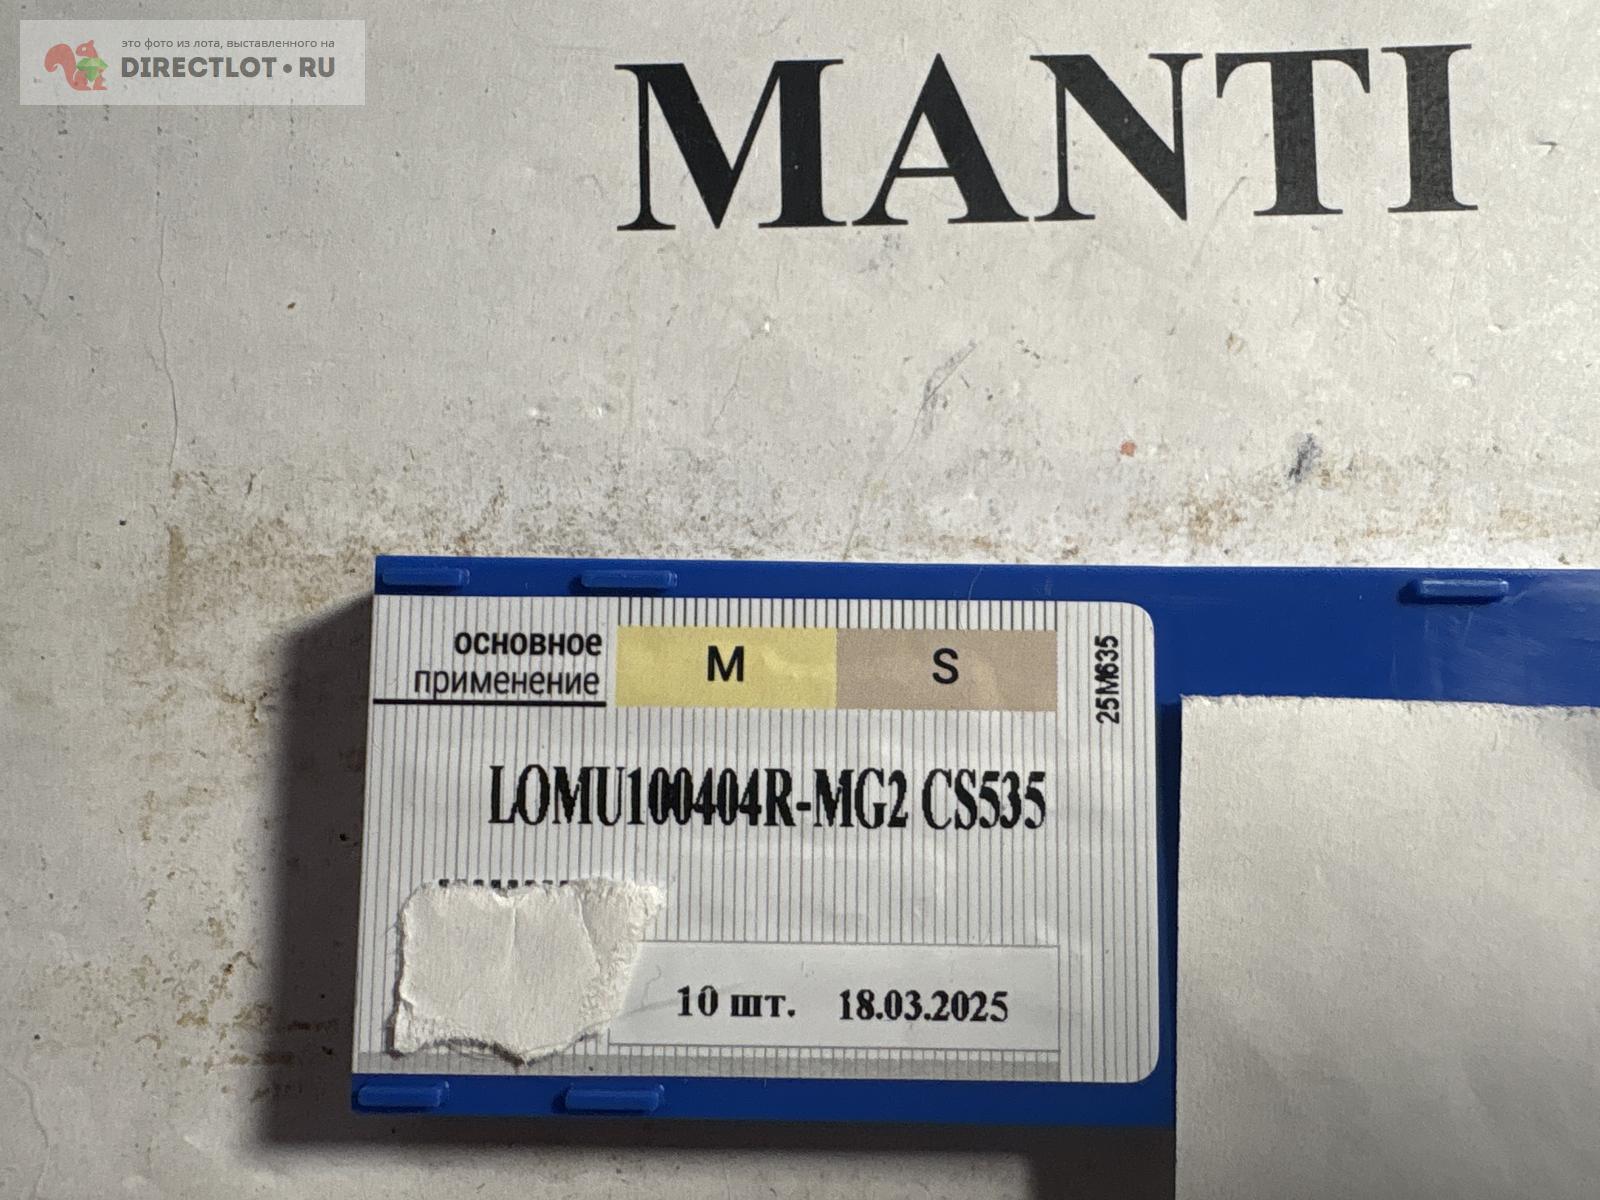 это фото из лота, выставленного на
DIRECTLOT.RU
MANTI
основное
применение
M S
25M635
LOMU100404R-MG2 CS535
10 шт. 18.03.2025